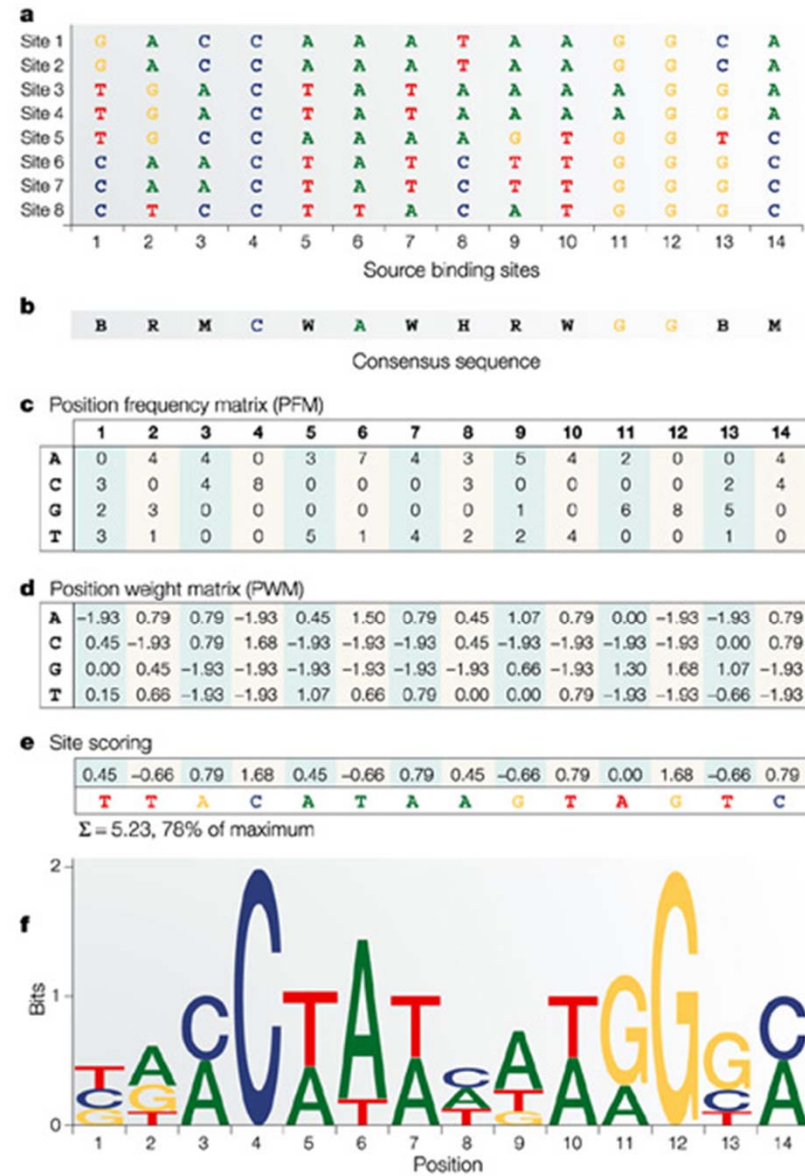 a
Site 1 G A C C A A A T A A G G C A
Site 2 G A C C A A A T A A G G C A
Site 3 T G A C T A T A A A A G G A
Site 4 T G A C T A T A A A A G G A
Site 5 T G C C A A A A G T G G T C
Site 6 C A A C T A T C T T G G G C
Site 7 C A A C T A T C T T G G G C
Site 8 C T C C T T A C A T G G G C
1 2 3 4 5 6 7 8 9 10 11 12 13 14
Source binding sites
b
B R M C W A W H R W G G B M
Consensus sequence
c Position frequency matrix (PFM)
1 2 3 4 5 6 7 8 9 10 11 12 13 14
A 0 4 4 0 3 7 4 3 5 4 2 0 0 4
C 3 0 4 8 0 0 0 3 0 0 0 0 2 4
G 2 3 0 0 0 0 0 0 1 0 6 8 5 0
T 3 1 0 0 5 1 4 2 2 4 0 0 1 0
d Position weight matrix (PWM)
A –1.93 0.79 0.79 –1.93 0.45 1.50 0.79 0.45 1.07 0.79 0.00 –1.93 –1.93 0.79
C 0.45 –1.93 0.79 1.68 –1.93 –1.93 –1.93 0.45 –1.93 –1.93 –1.93 –1.93 0.00 0.79
G 0.00 0.45 –1.93 –1.93 –1.93 –1.93 –1.93 –1.93 0.66 –1.93 1.30 1.68 1.07 –1.93
T 0.15 0.66 –1.93 –1.93 1.07 0.66 0.79 0.00 0.00 0.79 –1.93 –1.93 –0.66 –1.93
e Site scoring
0.45 –0.66 0.79 1.68 0.45 –0.66 0.79 0.45 –0.66 0.79 0.00 1.68 –0.66 0.79
T T A C A T A A G T A G T C
Σ = 5.23, 78% of maximum
f
2
1
0
Bits
T A C C T A T C A T G G G C
C G A A T A A T A A C A
G T T G T
1 2 3 4 5 6 7 8 9 10 11 12 13 14
Position